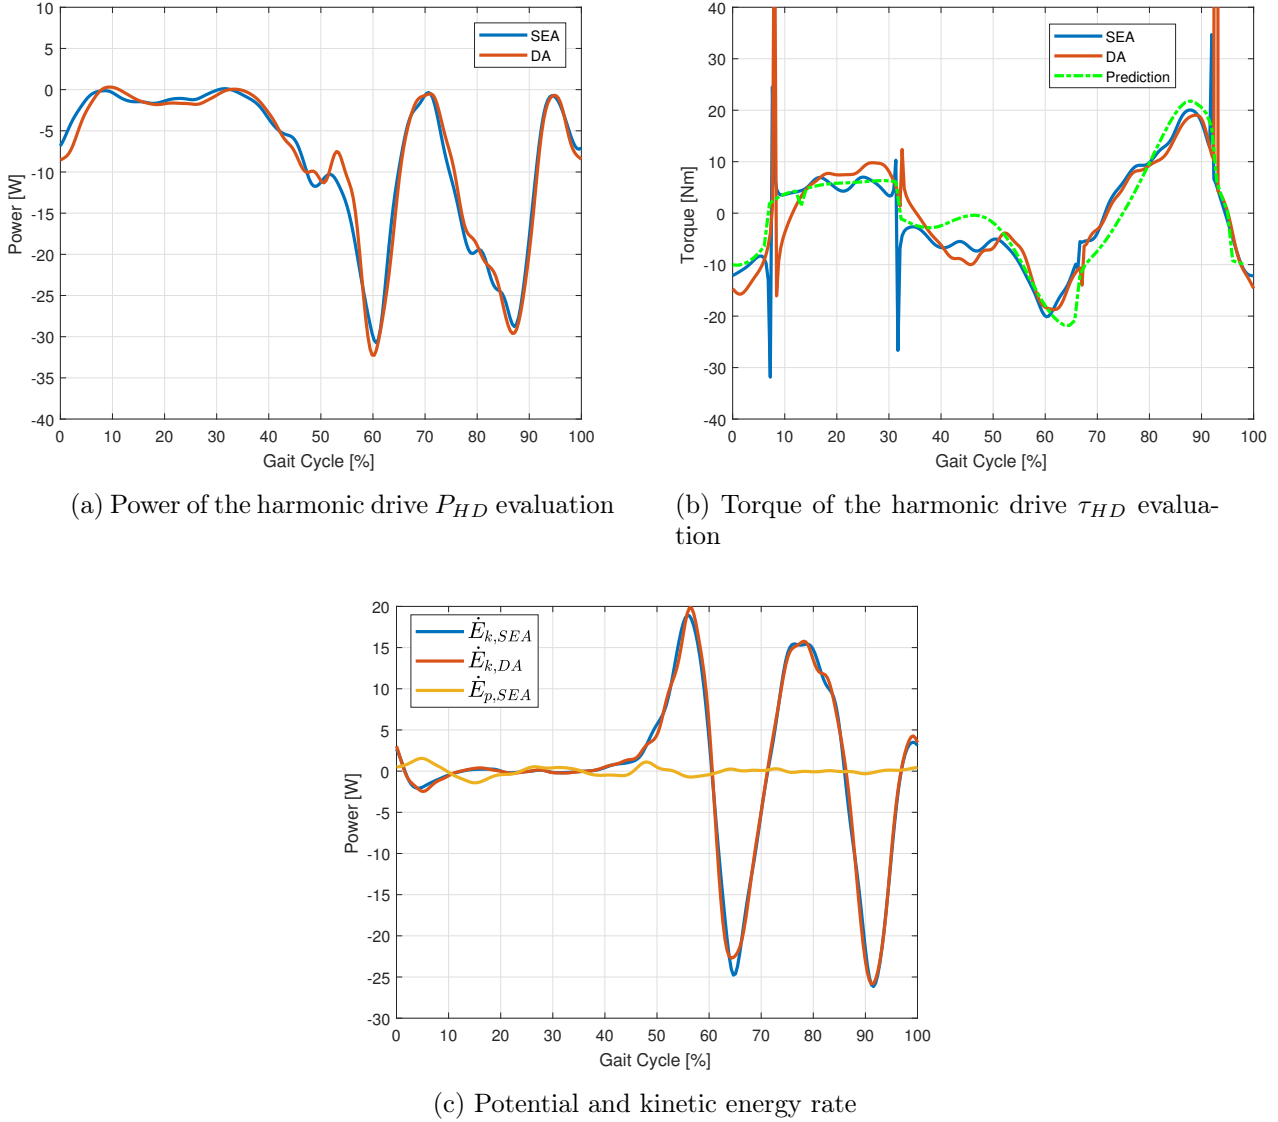 10
5
0
-5
-10
-15
-20
-25
-30
-35
-40
Power [W]
0 10 20 30 40 50 60 70 80 90 100
Gait Cycle [%]
SEA
DA
(a) Power of the harmonic drive P_HD evaluation
40
30
20
10
0
-10
-20
-30
-40
Torque [Nm]
0 10 20 30 40 50 60 70 80 90 100
Gait Cycle [%]
SEA
DA
Prediction
(b) Torque of the harmonic drive τ_HD evalua-
tion
20
15
10
5
0
-5
-10
-15
-20
-25
-30
Power [W]
0 10 20 30 40 50 60 70 80 90 100
Gait Cycle [%]
Ė_k,SEA
Ė_k,DA
Ė_p,SEA
(c) Potential and kinetic energy rate